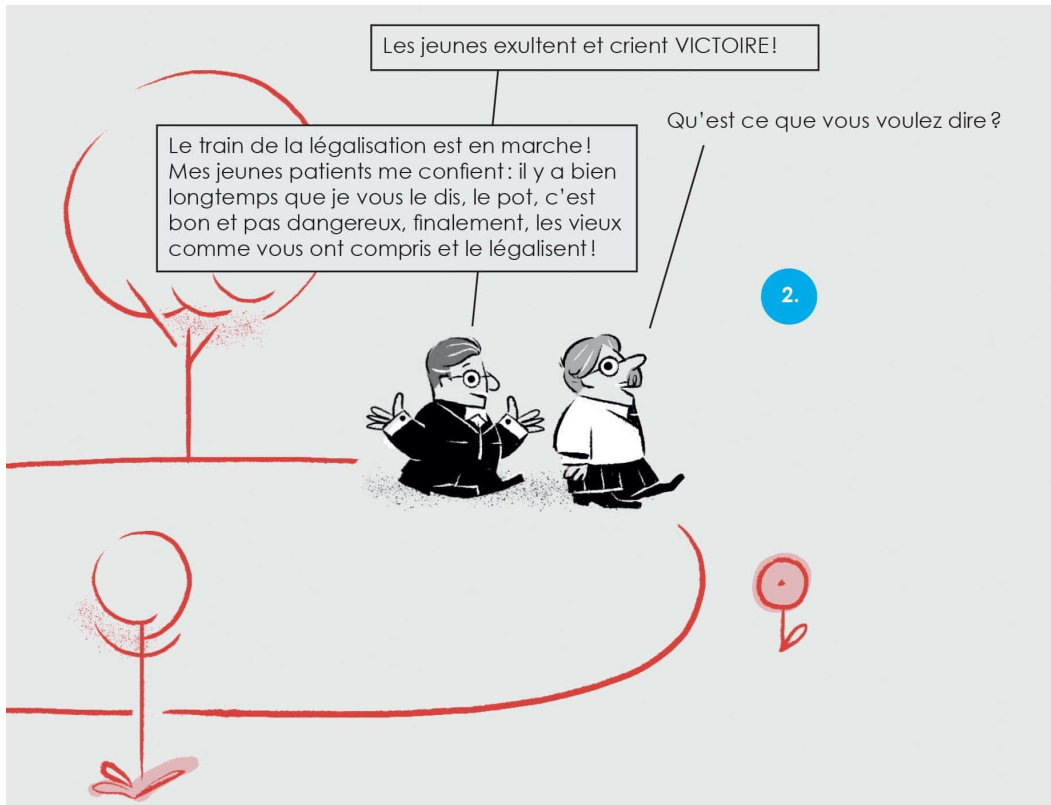 Les jeunes exultent et crient VICTOIRE!
Qu'est ce que vous voulez dire?
Le train de la légalisation est en marche!
Mes jeunes patients me confient: il y a bien
longtemps que je vous le dis, le pot, c'est
bon et pas dangereux, finalement, les vieux
comme vous ont compris et le légalisent!
2.